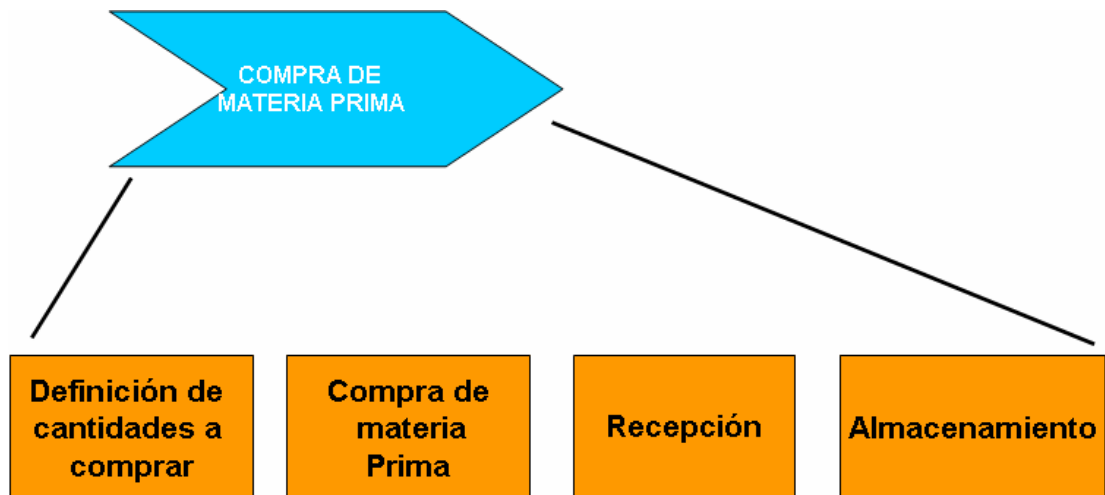 COMPRA DE
MATERIA PRIMA
Definición de
cantidades a
comprar
Compra de
materia
Prima
Recepción
Almacenamiento